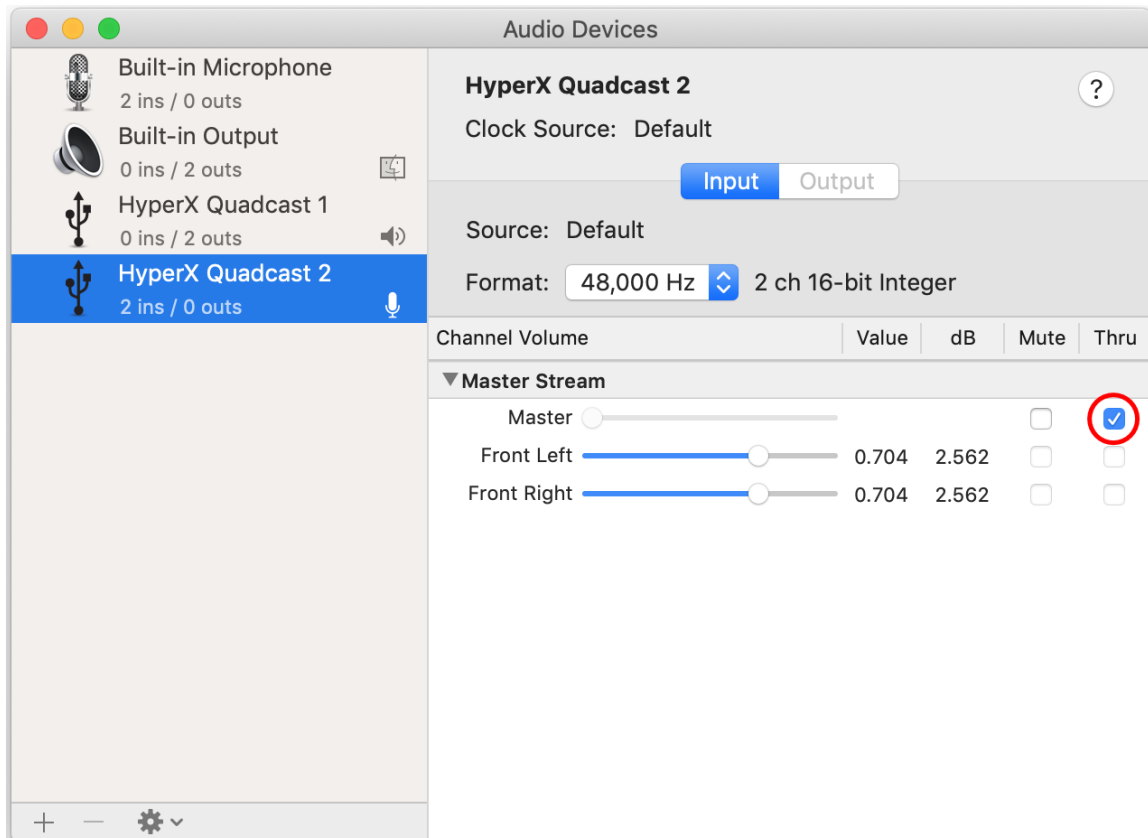 Audio Devices
Built-in Microphone
2 ins / 0 outs
Built-in Output
0 ins / 2 outs
HyperX Quadcast 1
0 ins / 2 outs
HyperX Quadcast 2
2 ins / 0 outs
HyperX Quadcast 2
?
Clock Source: Default
Input Output
Source: Default
Format: 48,000 Hz 2 ch 16-bit Integer
Channel Volume Value dB Mute Thru
Master Stream
Master
Front Left 0.704 2.562
Front Right 0.704 2.562